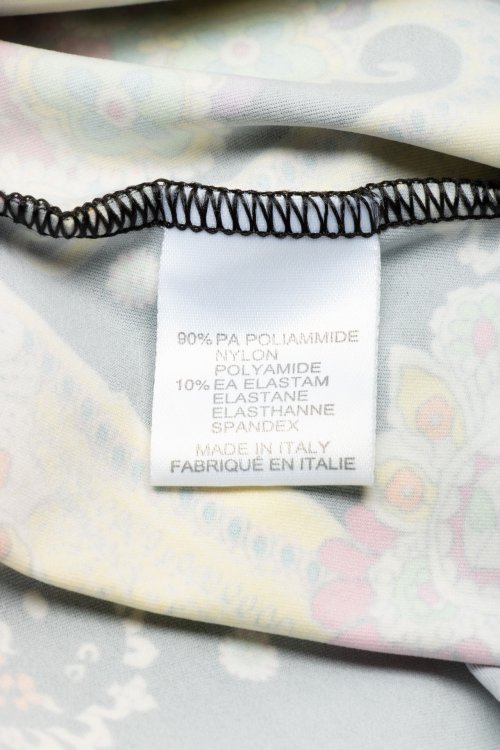 90% PA POLIAMMIDE
NYLON
POLYAMIDE
10% EA ELASTAM
ELASTANE
ELASTHANNE
SPANDEX
MADE IN ITALY
FABRIQUÉ EN ITALIE